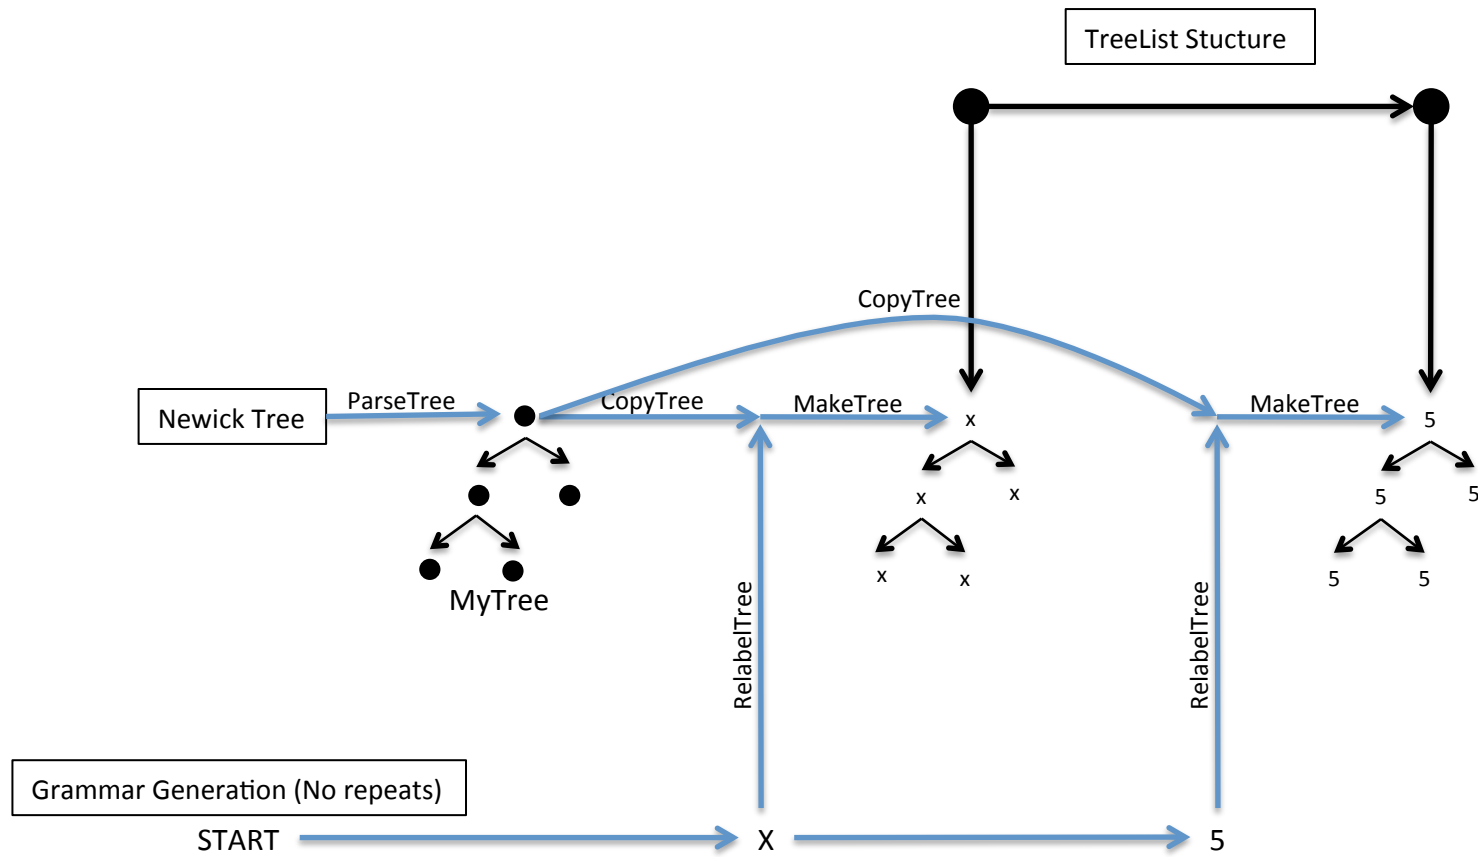 TreeList Stucture
CopyTree
Newick Tree
ParseTree
CopyTree
MakeTree
MakeTree
x
5
x
x
5
5
x
x
5
5
MyTree
RelabelTree
RelabelTree
Grammar Generation (No repeats)
START
X
5